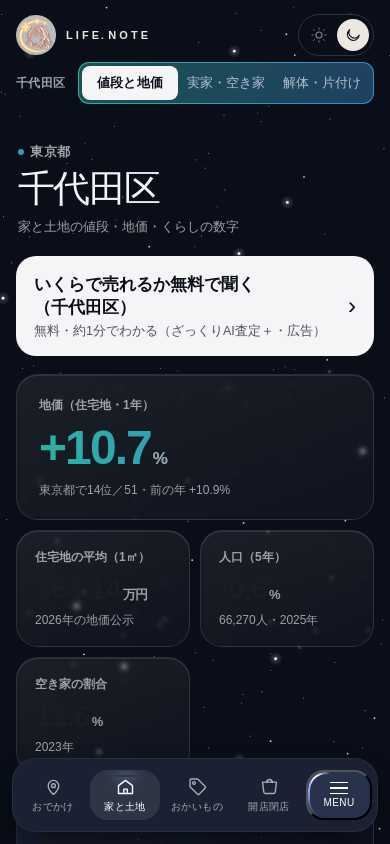 LIFE.NOTE
千代田区
値段と地価
実家・空き家
解体・片付け
東京都
千代田区
家と土地の値段・地価・くらしの数字
いくらで売れるか無料で聞く
（千代田区）
無料・約1分でわかる（ざっくりAI査定＋・広告）
›
地価（住宅地・1年）
+10.7%
東京都で14位／51・前の年 +10.9%
住宅地の平均（1㎡）
万円
2026年の地価公示
人口（5年）
%
66,270人・2025年
空き家の割合
%
2023年
おでかけ
家と土地
おかいもの
開店閉店
MENU